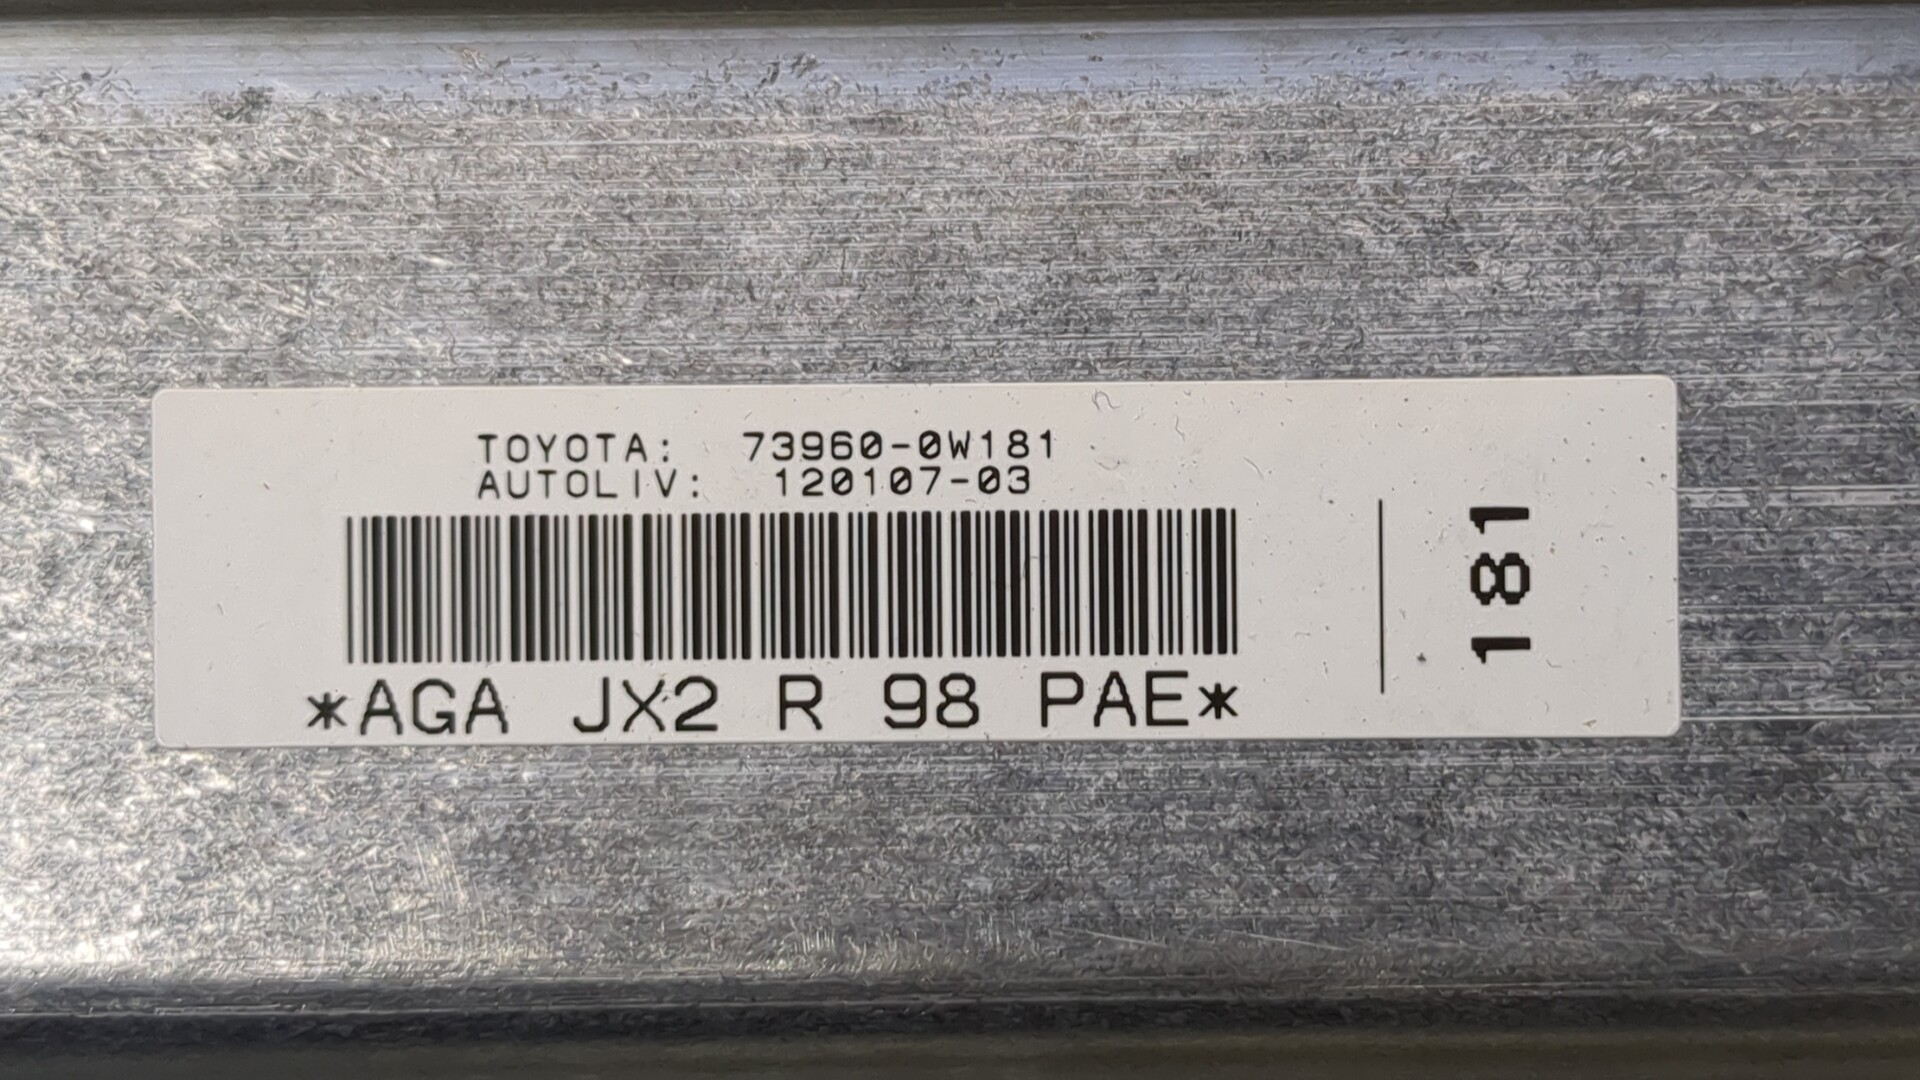 TOYOTA: 73960-0W181
AUTOLIV: 120107-03
*AGA JX2 R 98 PAE*
181